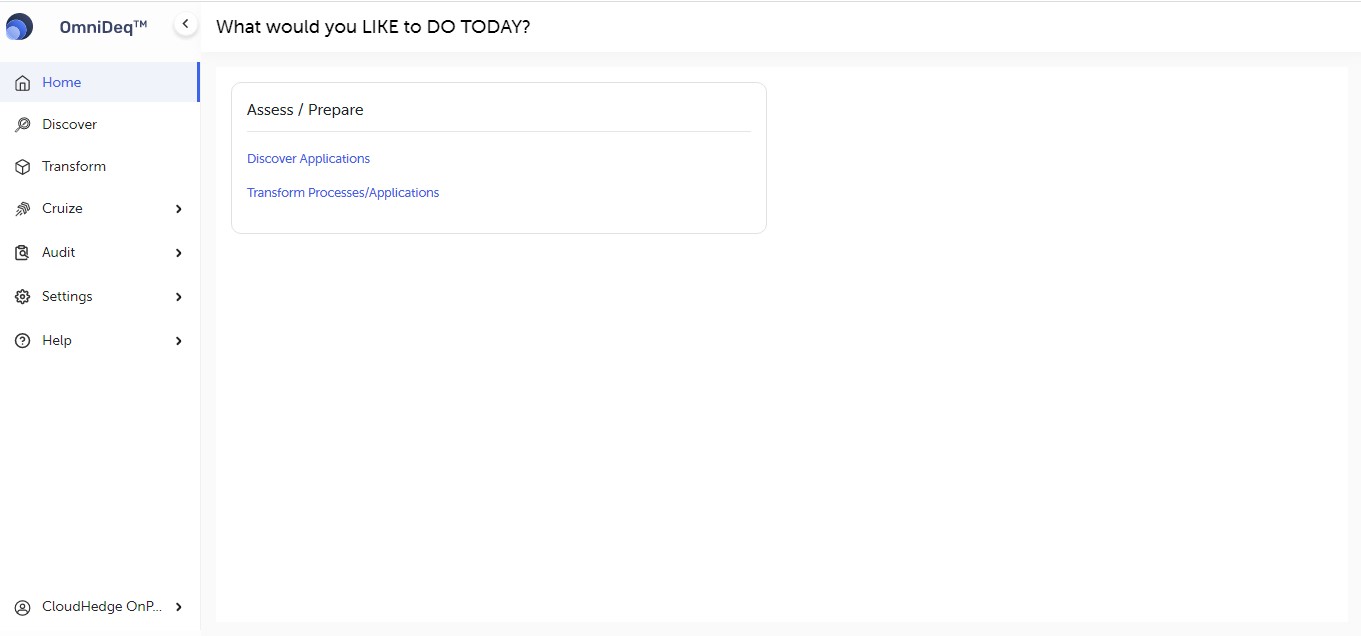 OmniDeq™
What would you LIKE to DO TODAY?
Home
Discover
Transform
Cruize
Audit
Settings
Help
CloudHedge OnP...
Assess / Prepare
Discover Applications
Transform Processes/Applications